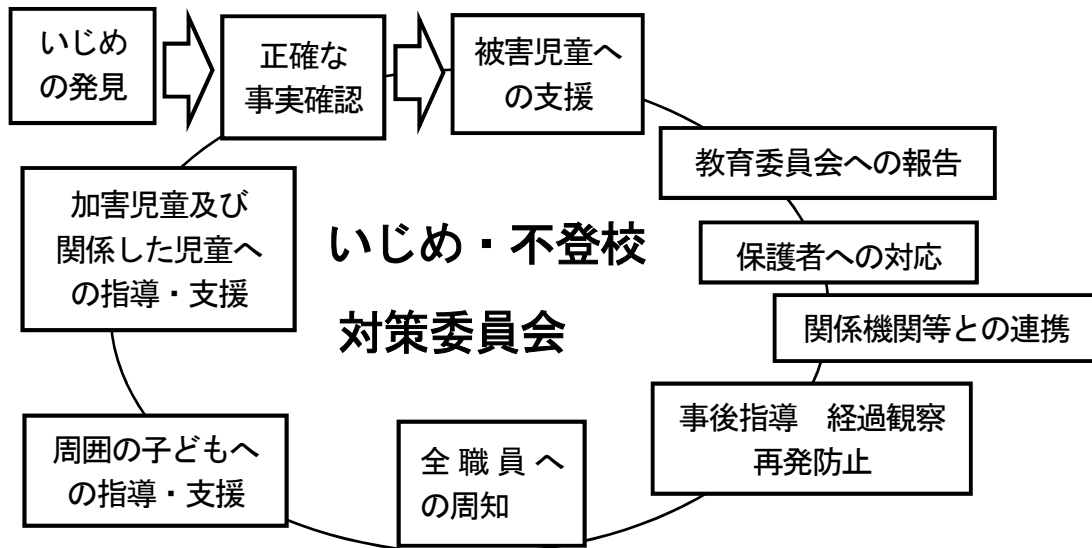 いじめ
の発見
正確な
事実確認
被害児童へ
の支援
教育委員会への報告
加害児童及び
関係した児童へ
の指導・支援
いじめ・不登校
対策委員会
保護者への対応
関係機関等との連携
事後指導　経過観察
再発防止
周囲の子どもへ
の指導・支援
全 職 員 へ
の周知